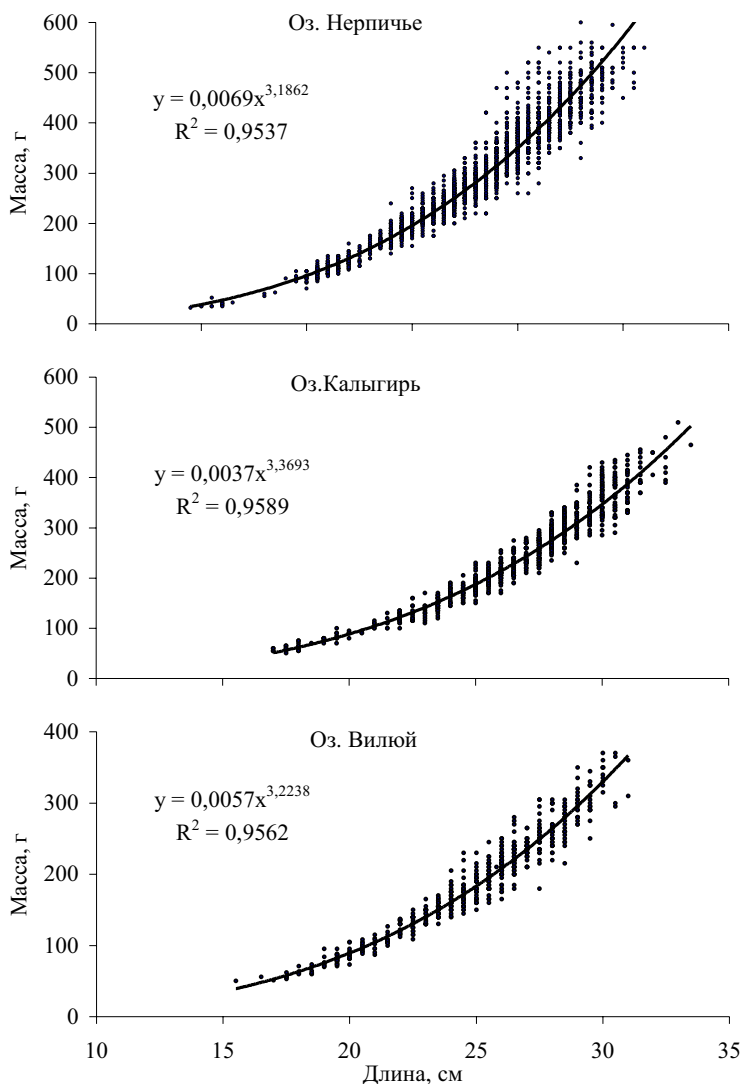 Оз. Нерпичье
600
500
400
300
200
100
0
Масса, г
y = 0,0069x^3,1862
R^2 = 0,9537
Оз.Калыгирь
600
500
400
300
200
100
0
Масса, г
y = 0,0037x^3,3693
R^2 = 0,9589
Оз. Вилюй
400
300
200
100
0
Масса, г
y = 0,0057x^3,2238
R^2 = 0,9562
10 15 20 25 30 35
Длина, см